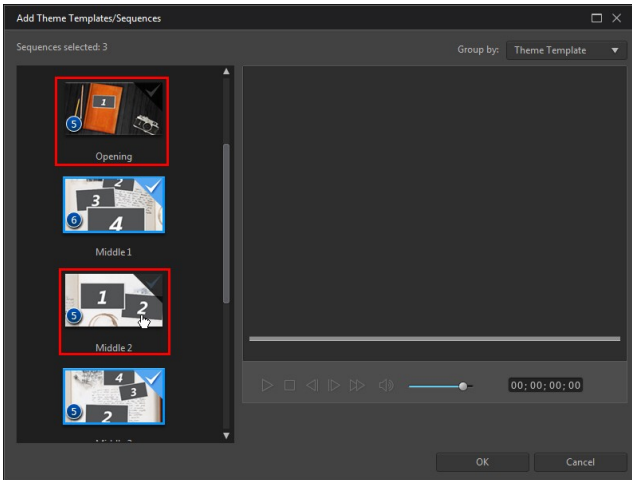 Add Theme Templates/Sequences
Sequences selected: 3
Group by: Theme Template
1
5
Opening
2
3
6
4
Middle 1
1
2
5
Middle 2
4
3
5
2
00; 00; 00; 00
OK
Cancel